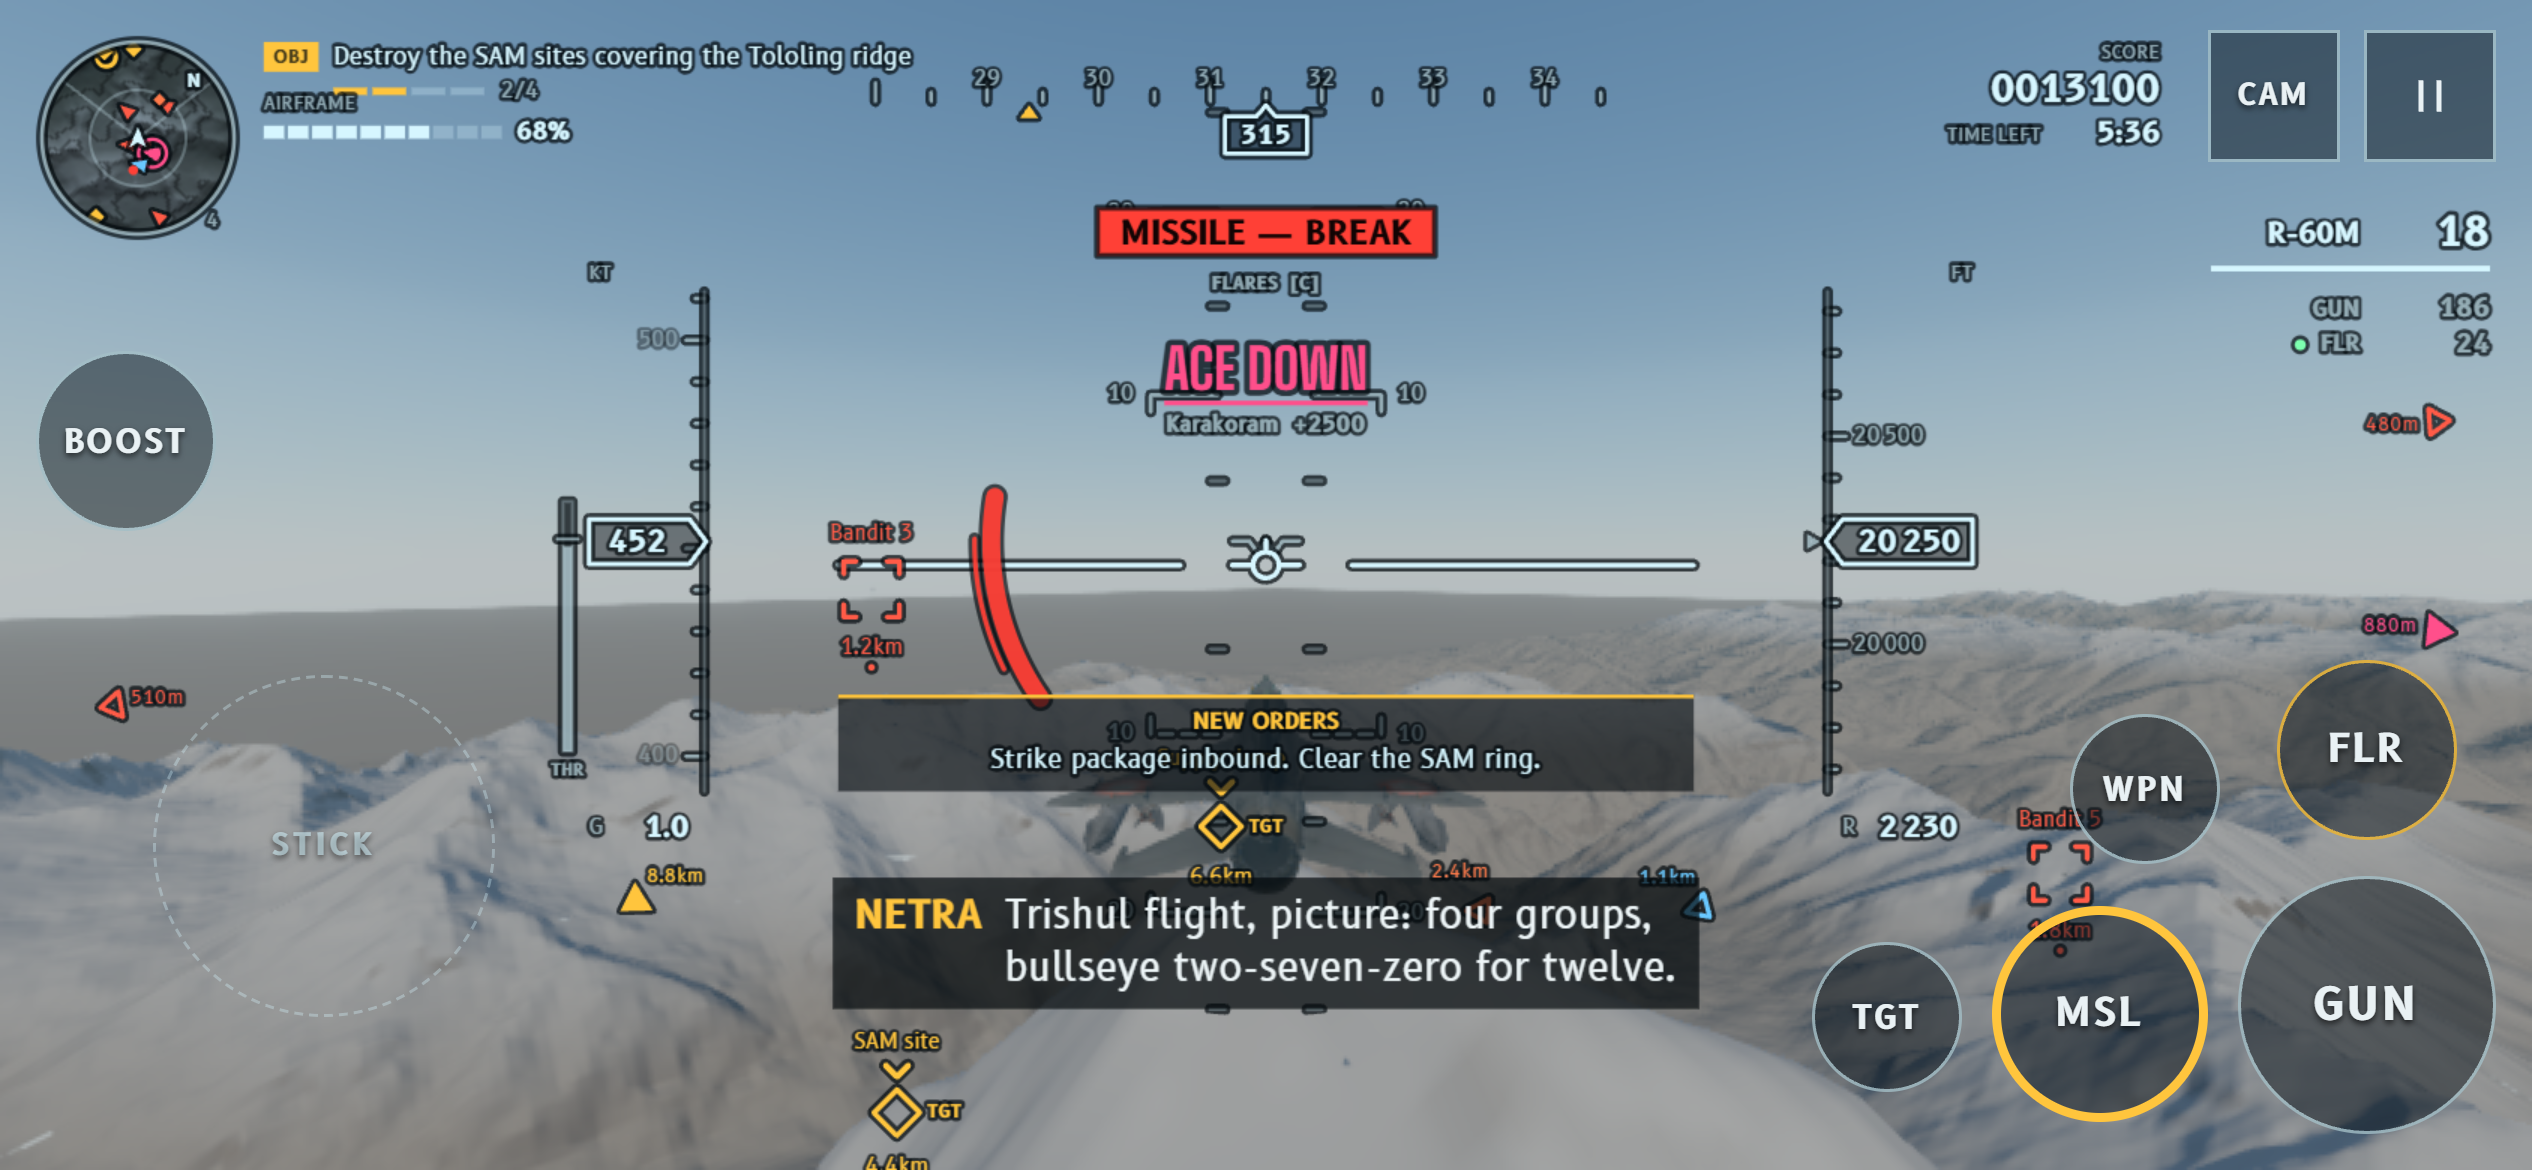 OBJ Destroy the SAM sites covering the Tololing ridge
2/4
AIRFRAME
68%
N
4
29 30 31 32 33 34
315
SCORE
0013100
TIME LEFT 5:36
CAM
MISSILE — BREAK
FLARES [C]
R-60M 18
GUN 186
FLR 24
KT
FT
500
400
ACE DOWN
10 10
Karakoram +2500
20 500
20 000
480m
BOOST
452
20 250
Bandit 3
1.2km
880m
510m
STICK
THR
G 1.0
R 2 230
10 10
NEW ORDERS
Strike package inbound. Clear the SAM ring.
TGT
6.6km
8.8km
2.4km
1.1km
NETRA Trishul flight, picture: four groups,
bullseye two-seven-zero for twelve.
SAM site
TGT
4.4km
Bandit 5
WPN
FLR
TGT
MSL
GUN